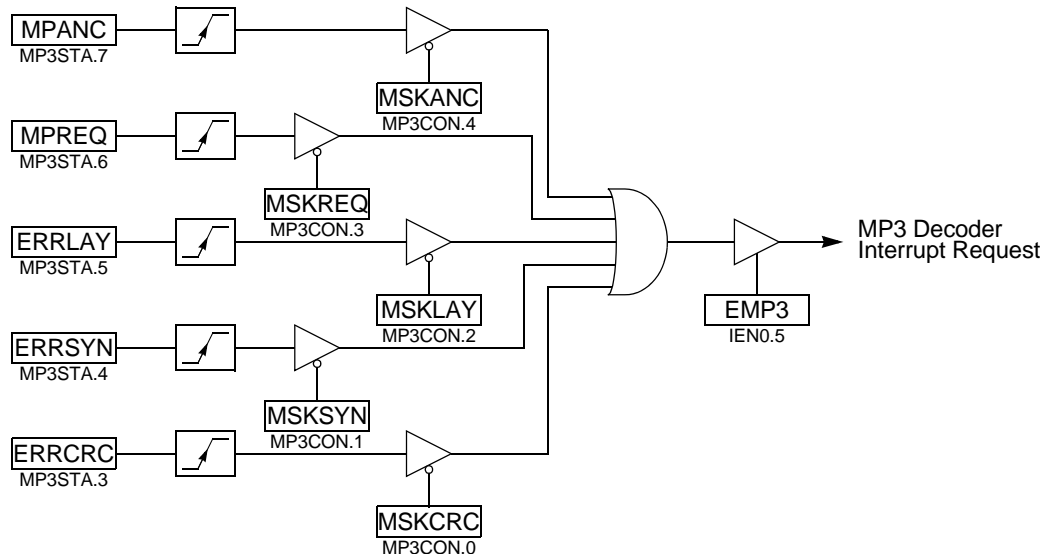 MPANC
MP3STA.7
MSKANC
MP3CON.4
MPREQ
MP3STA.6
MSKREQ
MP3CON.3
ERRLAY
MP3STA.5
MSKLAY
MP3CON.2
MP3 Decoder
Interrupt Request
EMP3
IEN0.5
ERRSYN
MP3STA.4
MSKSYN
MP3CON.1
ERRCRC
MP3STA.3
MSKCRC
MP3CON.0